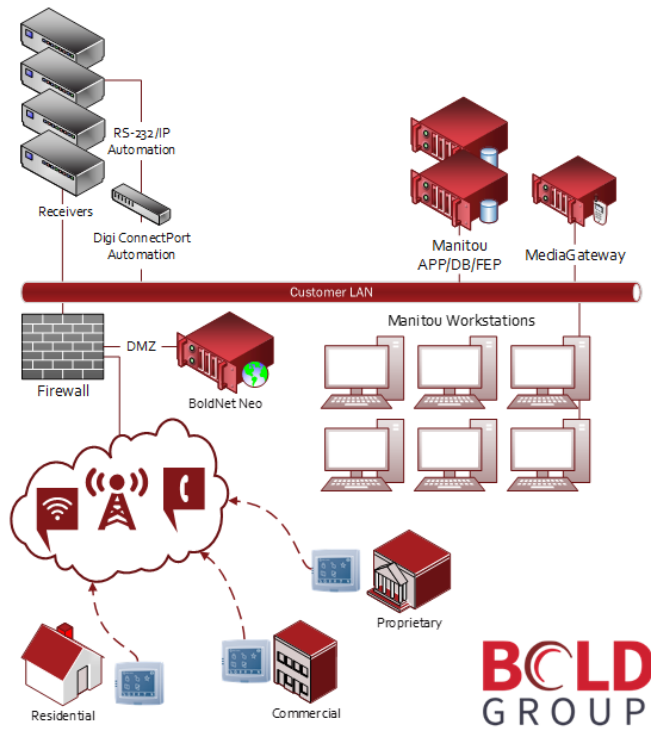 RS-232/IP
Automation
Receivers
Digi ConnectPort
Automation
Manitou
APP/DB/FEP
MediaGateway
Customer LAN
Manitou Workstations
DMZ
Firewall
BoldNet Neo
Proprietary
Residential
Commercial
BOLD
GROUP